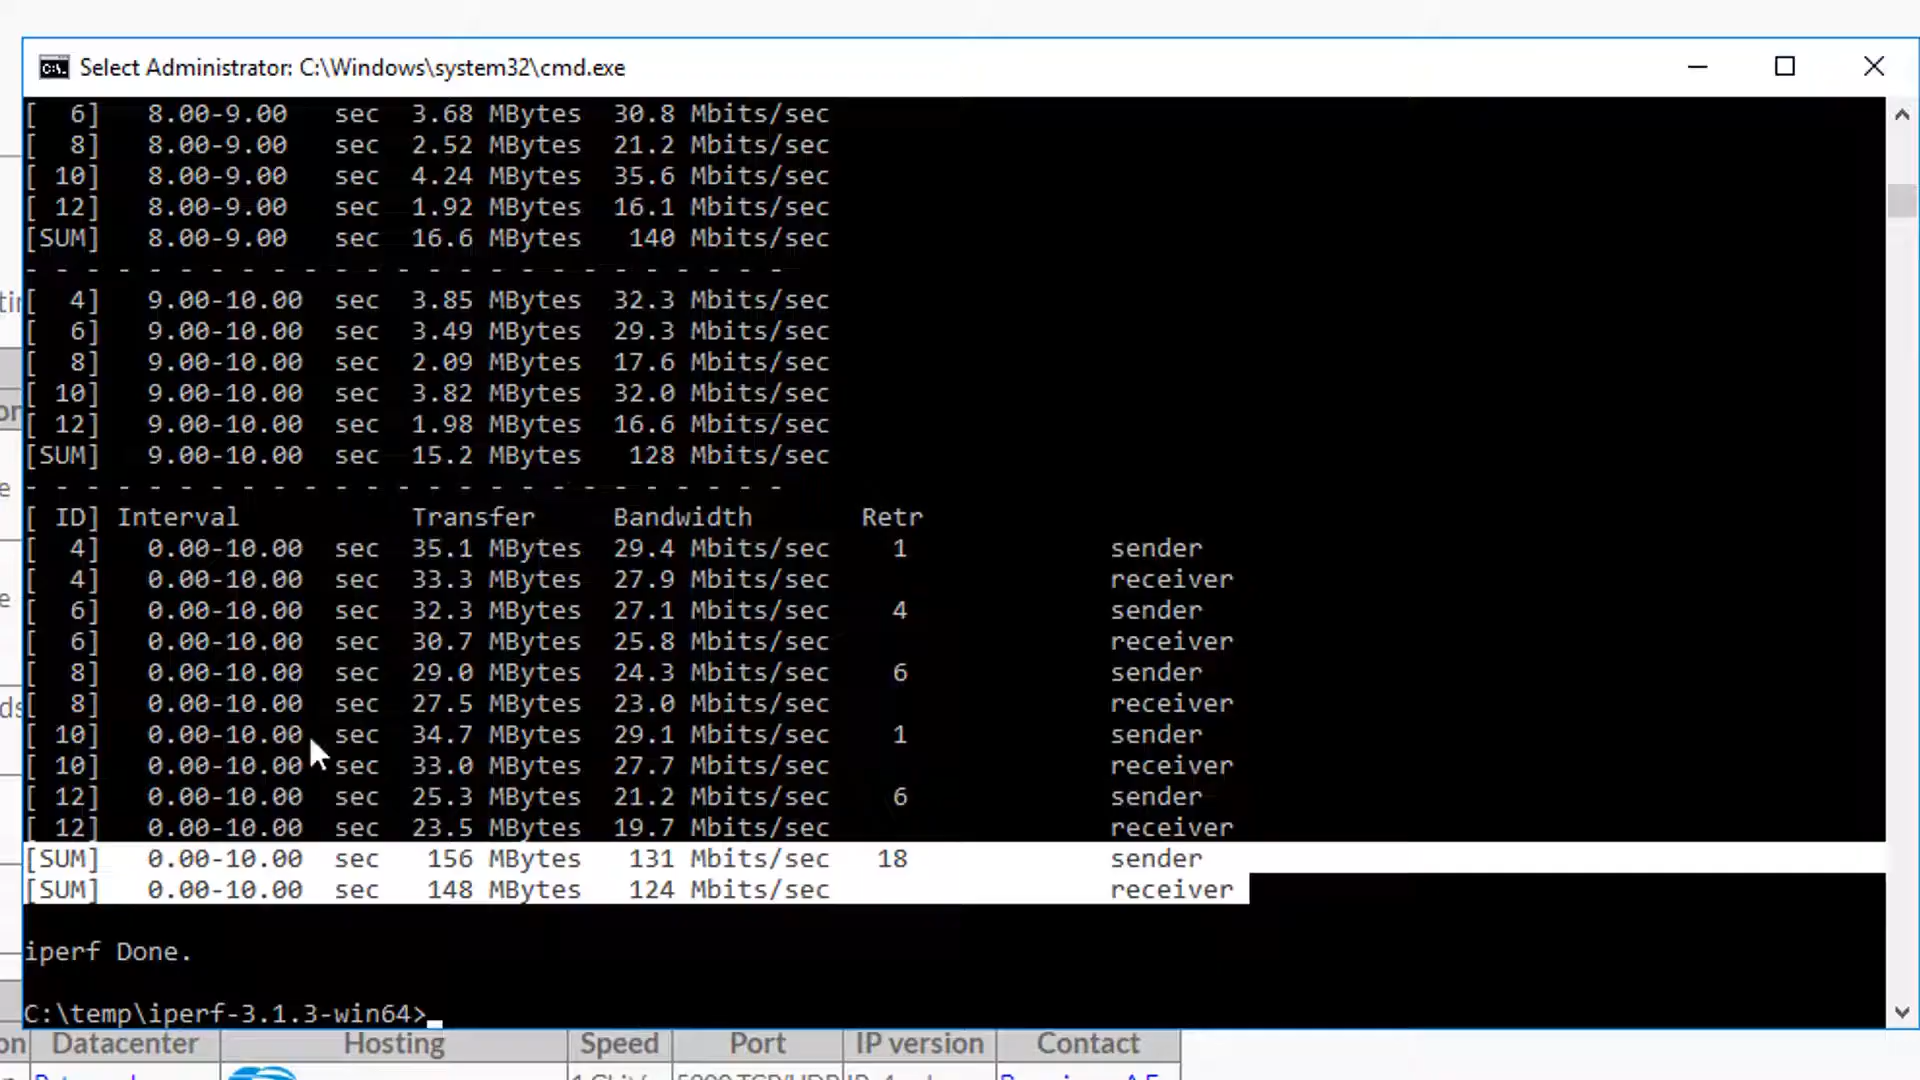 Select Administrator: C:\Windows\system32\cmd.exe
[  6]   8.00-9.00   sec  3.68 MBytes  30.8 Mbits/sec
[  8]   8.00-9.00   sec  2.52 MBytes  21.2 Mbits/sec
[ 10]   8.00-9.00   sec  4.24 MBytes  35.6 Mbits/sec
[ 12]   8.00-9.00   sec  1.92 MBytes  16.1 Mbits/sec
[SUM]   8.00-9.00   sec  16.6 MBytes   140 Mbits/sec
- - - - - - - - - - - - - - - - - - - - - - - - -
[  4]   9.00-10.00  sec  3.85 MBytes  32.3 Mbits/sec
[  6]   9.00-10.00  sec  3.49 MBytes  29.3 Mbits/sec
[  8]   9.00-10.00  sec  2.09 MBytes  17.6 Mbits/sec
[ 10]   9.00-10.00  sec  3.82 MBytes  32.0 Mbits/sec
[ 12]   9.00-10.00  sec  1.98 MBytes  16.6 Mbits/sec
[SUM]   9.00-10.00  sec  15.2 MBytes   128 Mbits/sec
- - - - - - - - - - - - - - - - - - - - - - - - -
[ ID] Interval           Transfer     Bandwidth       Retr
[  4]   0.00-10.00  sec  35.1 MBytes  29.4 Mbits/sec    1             sender
[  4]   0.00-10.00  sec  33.3 MBytes  27.9 Mbits/sec                  receiver
[  6]   0.00-10.00  sec  32.3 MBytes  27.1 Mbits/sec    4             sender
[  6]   0.00-10.00  sec  30.7 MBytes  25.8 Mbits/sec                  receiver
[  8]   0.00-10.00  sec  29.0 MBytes  24.3 Mbits/sec    6             sender
[  8]   0.00-10.00  sec  27.5 MBytes  23.0 Mbits/sec                  receiver
[ 10]   0.00-10.00  sec  34.7 MBytes  29.1 Mbits/sec    1             sender
[ 10]   0.00-10.00  sec  33.0 MBytes  27.7 Mbits/sec                  receiver
[ 12]   0.00-10.00  sec  25.3 MBytes  21.2 Mbits/sec    6             sender
[ 12]   0.00-10.00  sec  23.5 MBytes  19.7 Mbits/sec                  receiver
[SUM]   0.00-10.00  sec   156 MBytes   131 Mbits/sec   18             sender
[SUM]   0.00-10.00  sec   148 MBytes   124 Mbits/sec                  receiver
iperf Done.
C:\temp\iperf-3.1.3-win64>
Datacenter Hosting Speed Port IP version Contact